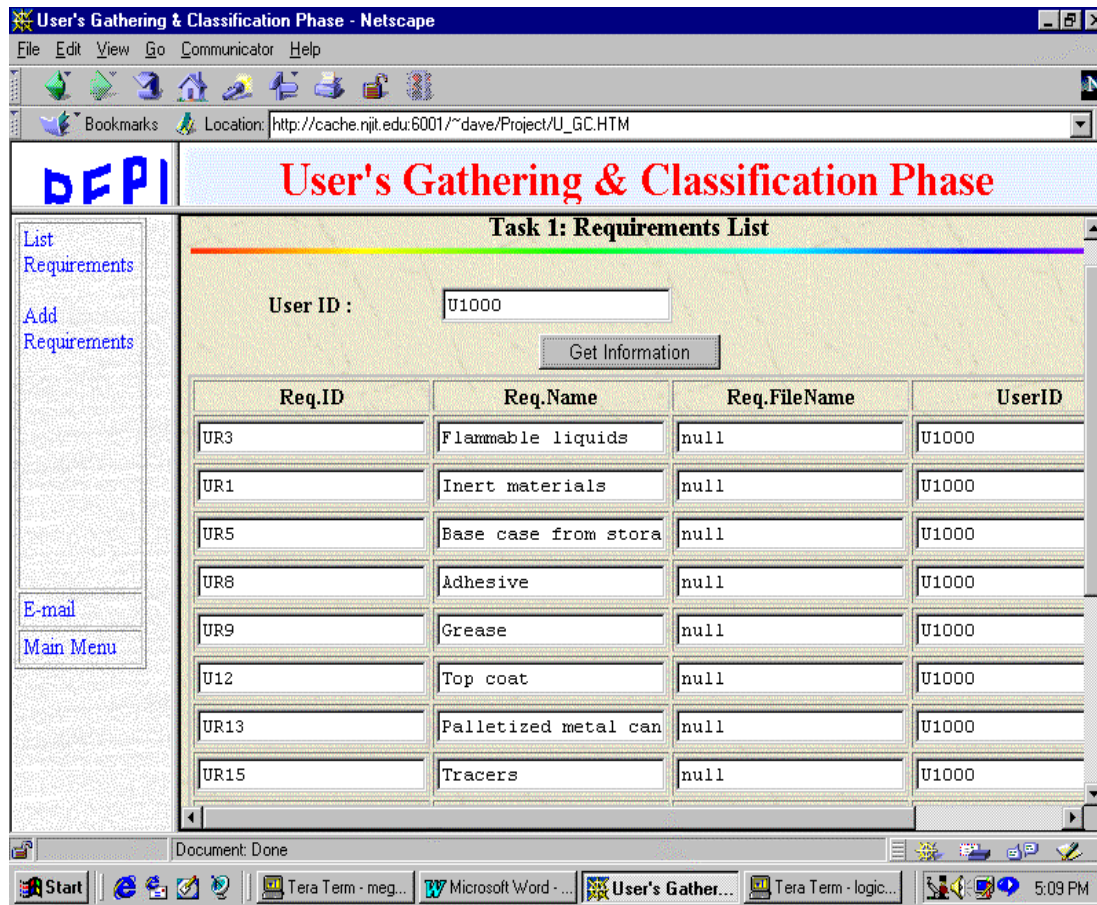 User's Gathering & Classification Phase - Netscape
File Edit View Go Communicator Help
Bookmarks Location: http://cache.njit.edu:6001/~dave/Project/U_GC.HTM
DFPI
User's Gathering & Classification Phase
List
Requirements
Add
Requirements
E-mail
Main Menu
Task 1: Requirements List
User ID : U1000
Get Information
Req.ID Req.Name Req.FileName UserID
UR3 Flammable liquids null U1000
UR1 Inert materials null U1000
UR5 Base case from stora null U1000
UR8 Adhesive null U1000
UR9 Grease null U1000
U12 Top coat null U1000
UR13 Palletized metal can null U1000
UR15 Tracers null U1000
Document: Done
Start Tera Term - meg... Microsoft Word - ... User's Gather... Tera Term - logic... 5:09 PM